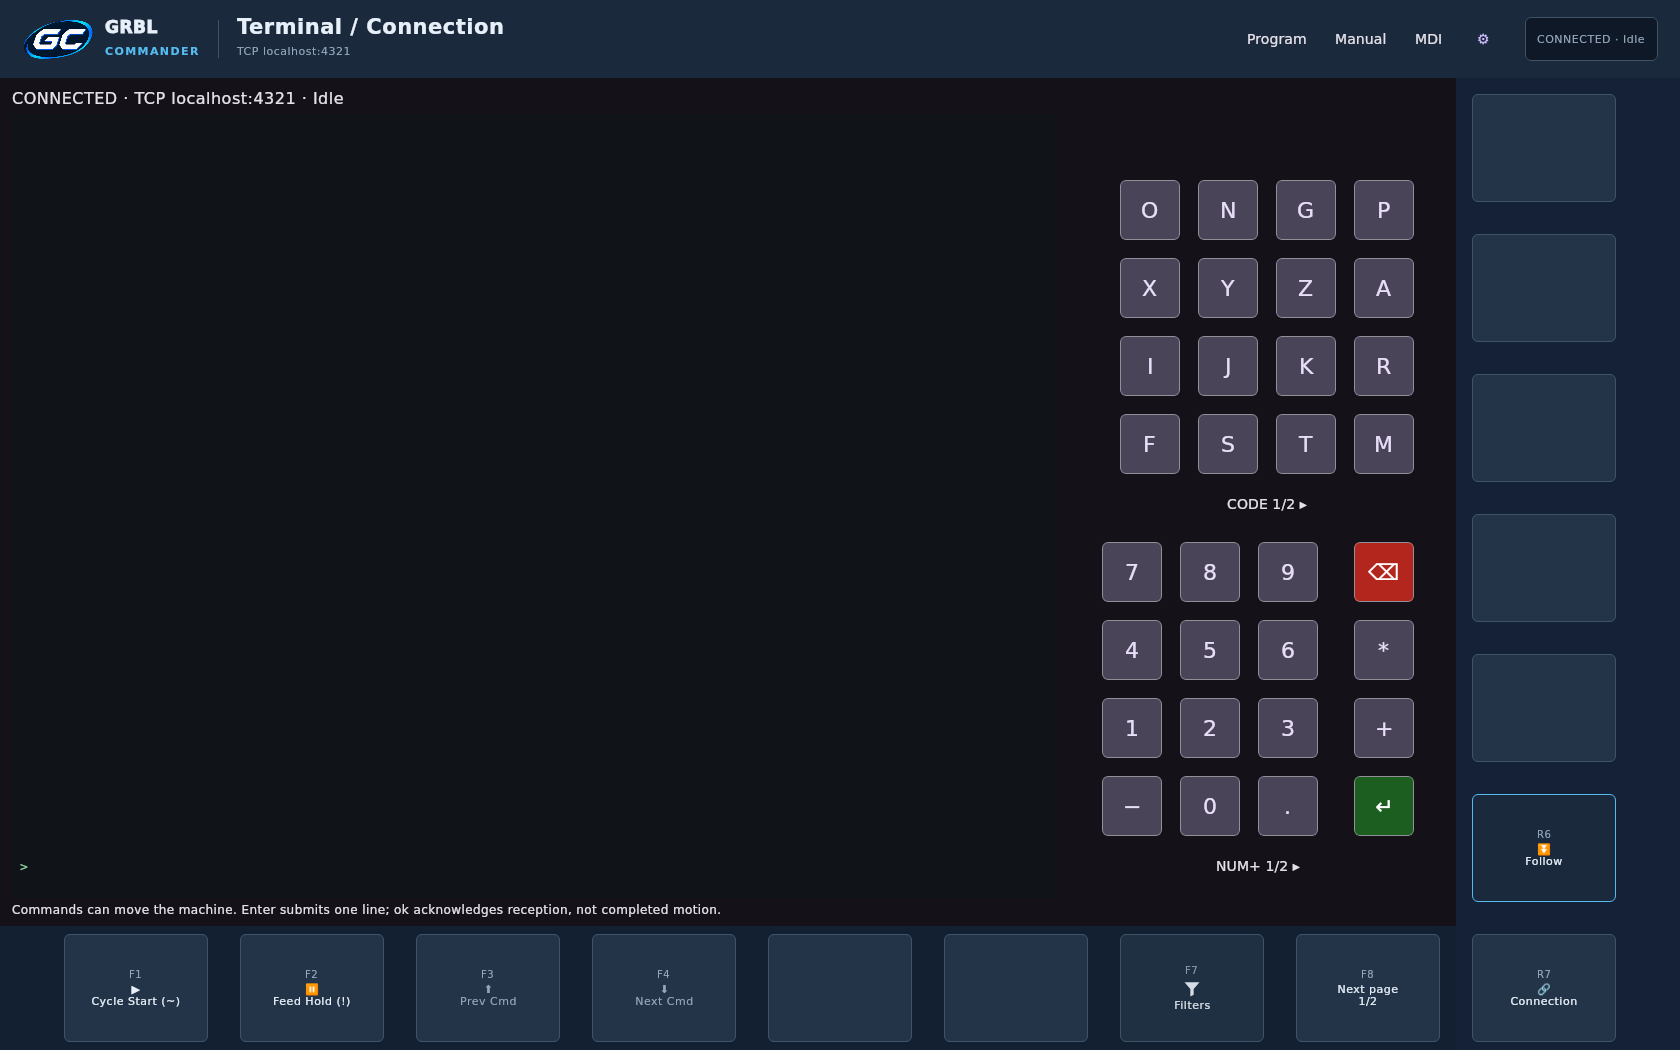 GC
GRBL
COMMANDER
Terminal / Connection
TCP localhost:4321
Program
Manual
MDI
CONNECTED · Idle
CONNECTED · TCP localhost:4321 · Idle
O N G P
X Y Z A
I J K R
F S T M
CODE 1/2 ▸
7 8 9 ⌫
4 5 6 *
1 2 3 +
− 0 . ↵
NUM+ 1/2 ▸
>
Commands can move the machine. Enter submits one line; ok acknowledges reception, not completed motion.
R6
Follow
F1
Cycle Start (~)
F2
Feed Hold (!)
F3
Prev Cmd
F4
Next Cmd
F7
Filters
F8
Next page
1/2
R7
Connection